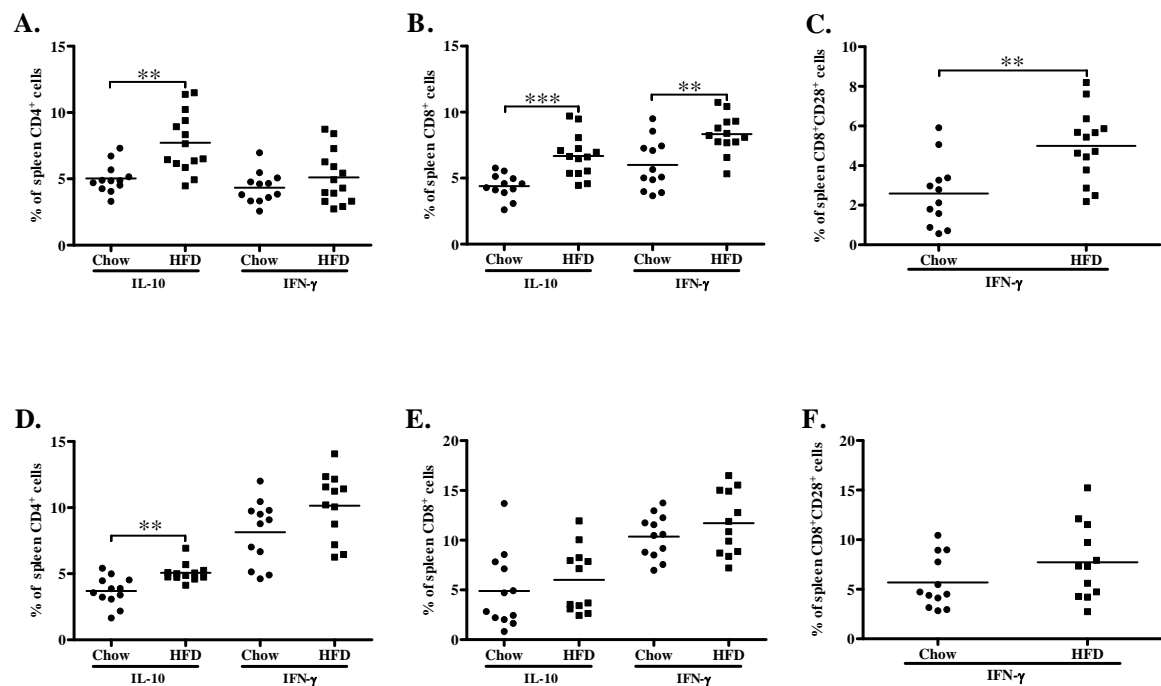 A.
% of spleen CD4+ cells
15
10
5
0
**
Chow HFD Chow HFD
IL-10 IFN-γ
B.
% of spleen CD8+ cells
15
10
5
0
***
**
Chow HFD Chow HFD
IL-10 IFN-γ
C.
% of spleen CD8+CD28+ cells
10
8
6
4
2
0
**
Chow HFD
IFN-γ
D.
% of spleen CD4+ cells
15
10
5
0
**
Chow HFD Chow HFD
IL-10 IFN-γ
E.
% of spleen CD8+ cells
20
15
10
5
0
Chow HFD Chow HFD
IL-10 IFN-γ
F.
% of spleen CD8+CD28+ cells
20
15
10
5
0
Chow HFD
IFN-γ